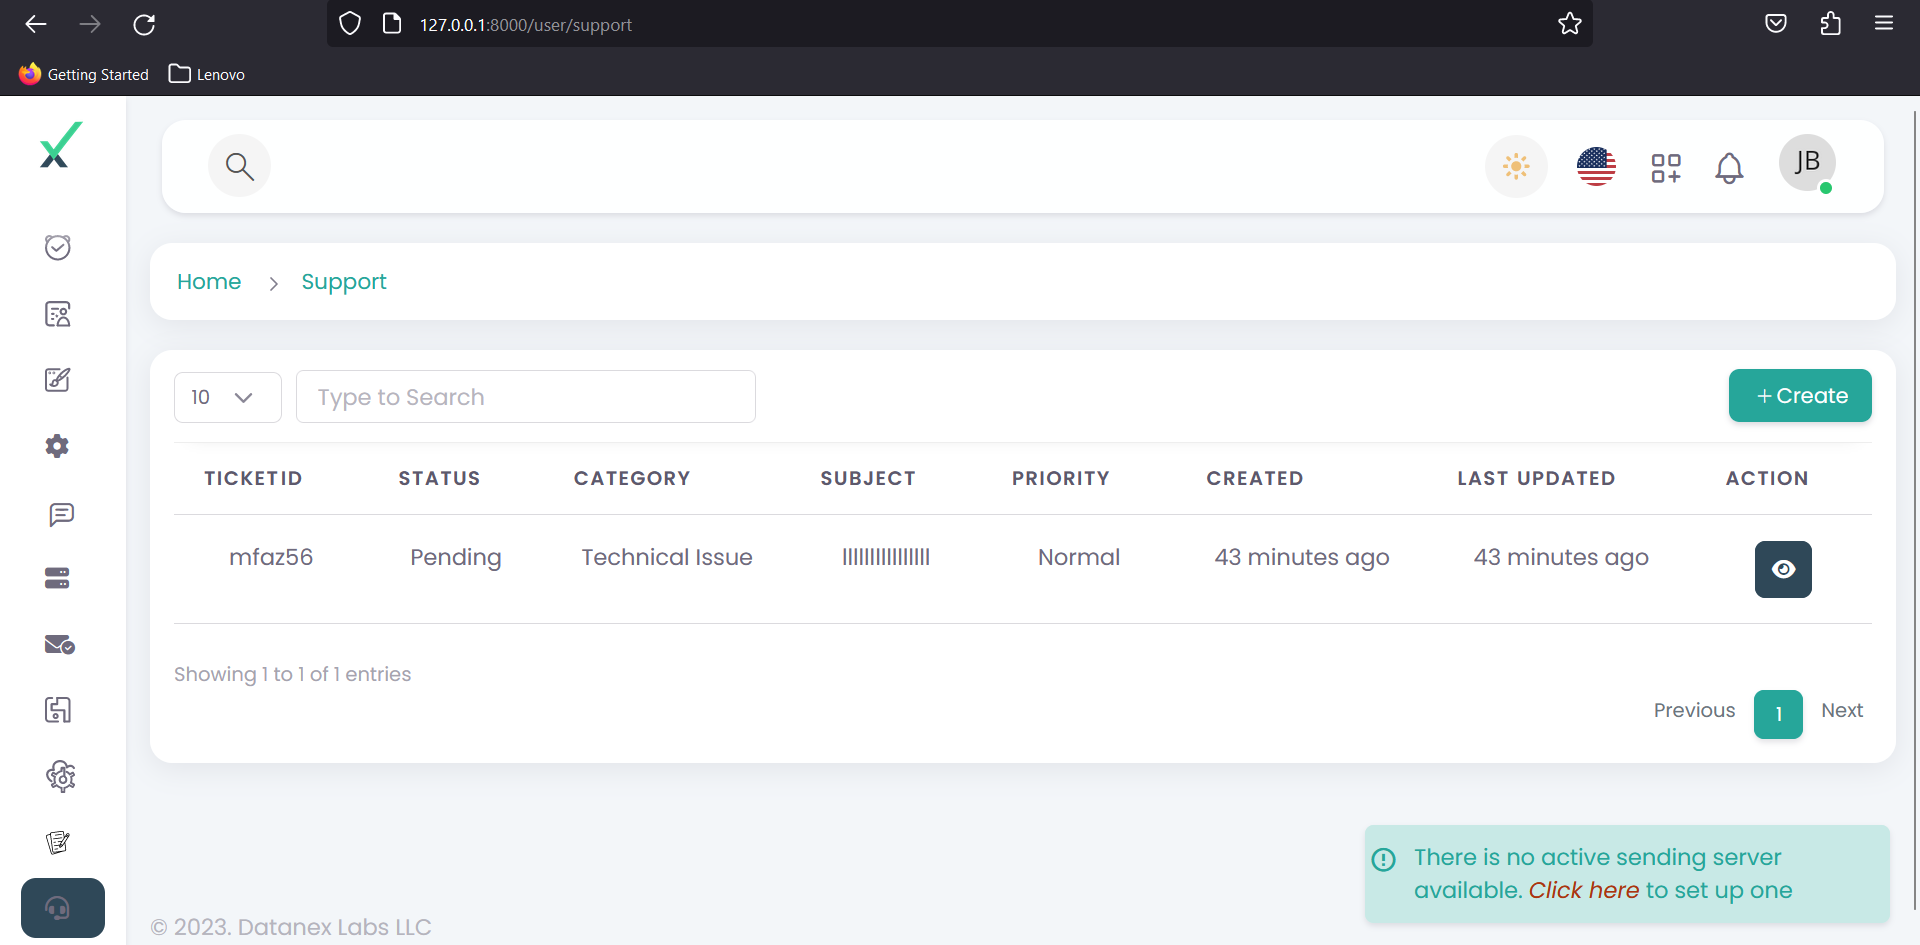 127.0.0.1:8000/user/support
Getting Started Lenovo
JB
Home Support
10 Type to Search +Create
TICKETID STATUS CATEGORY SUBJECT PRIORITY CREATED LAST UPDATED ACTION
mfaz56 Pending Technical Issue llllllllllllllll Normal 43 minutes ago 43 minutes ago
Showing 1 to 1 of 1 entries
Previous 1 Next
There is no active sending server
available. Click here to set up one
© 2023. Datanex Labs LLC